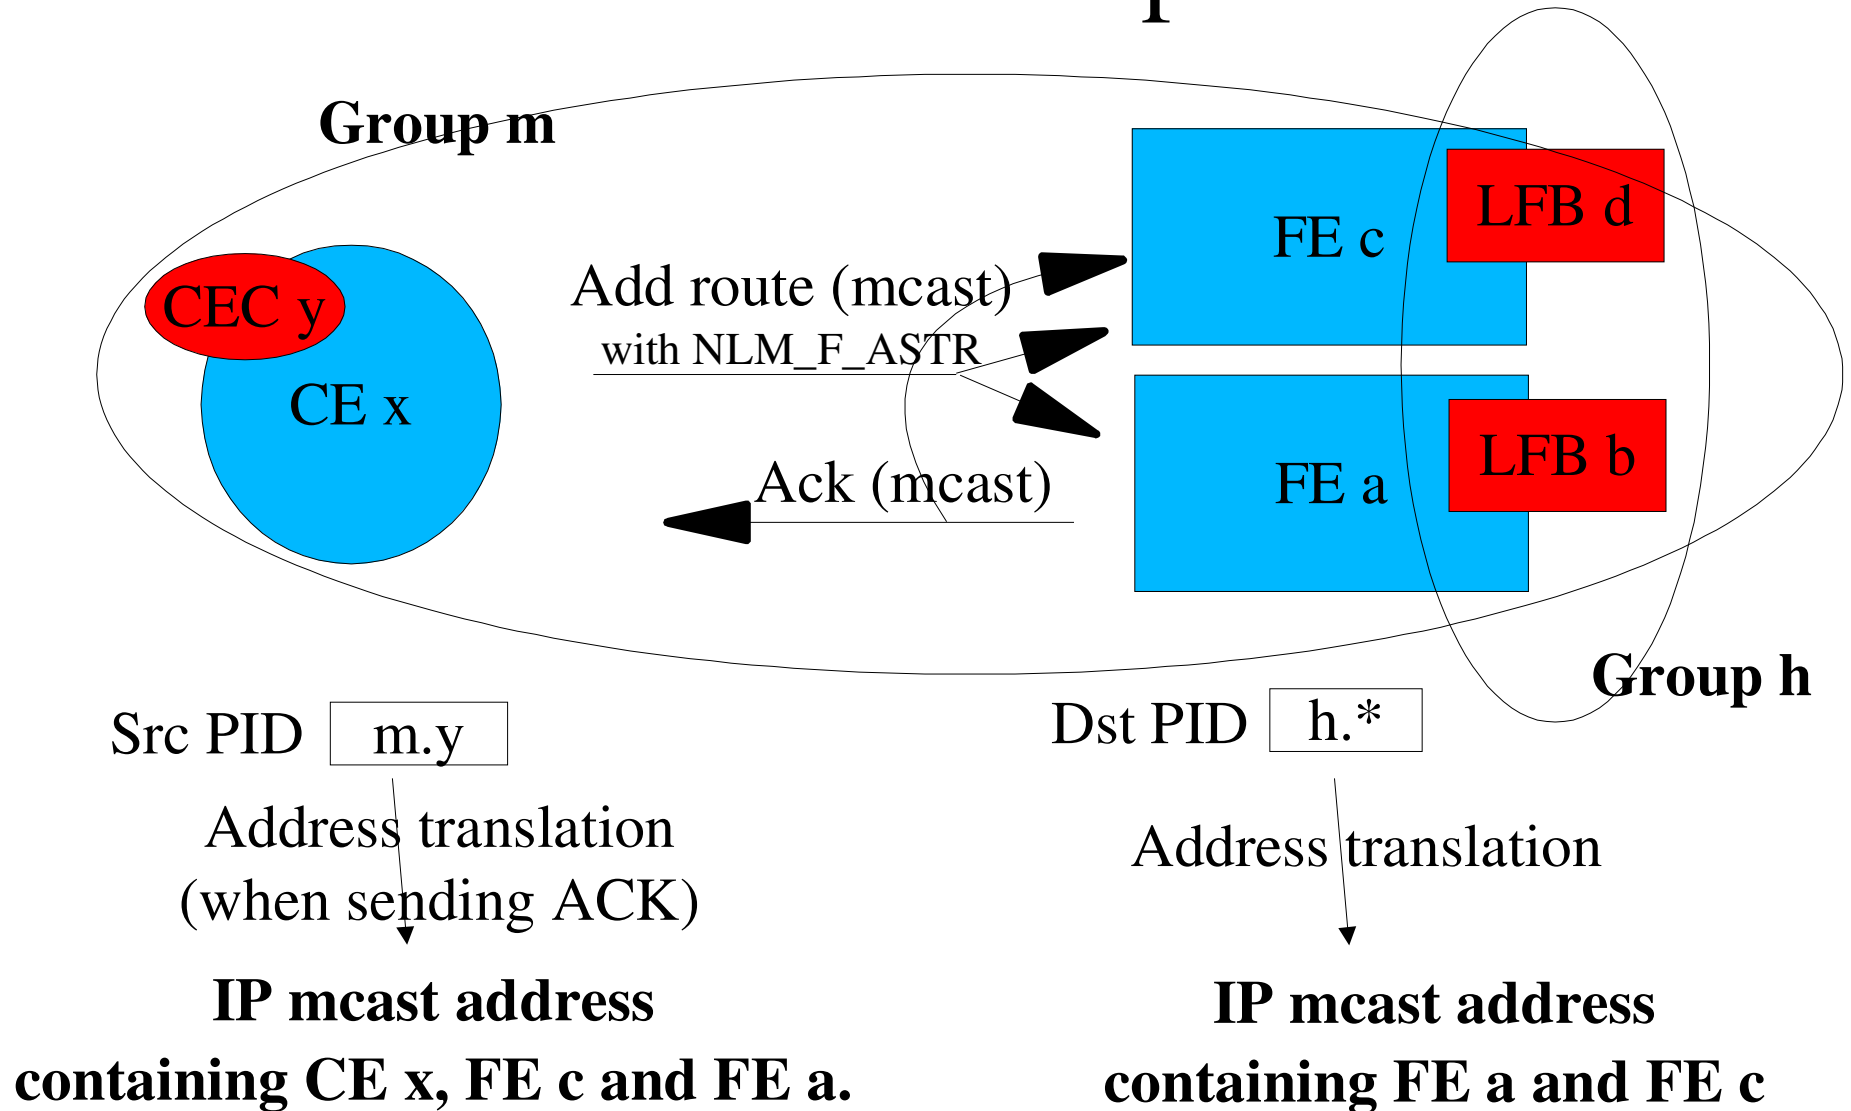 Group m
LFB d
FE c
Add route (mcast)
CEC y
with NLM_F_ASTR
CE x
LFB b
Ack (mcast)
FE a
Group h
Src PID m.y
Dst PID h.*
Address translation
(when sending ACK)
Address translation
IP mcast address
containing CE x, FE c and FE a.
IP mcast address
containing FE a and FE c